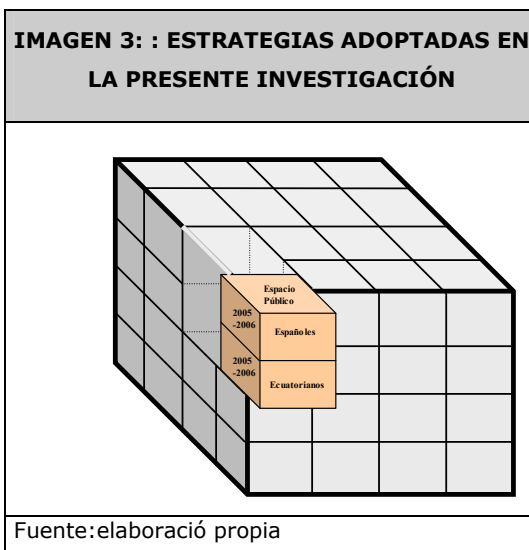 IMAGEN 3: : ESTRATEGIAS ADOPTADAS EN
LA PRESENTE INVESTIGACIÓN
Espacio
Público
2005
-2006
Españoles
2005
-2006
Ecuatorianos
Fuente:elaboració propia